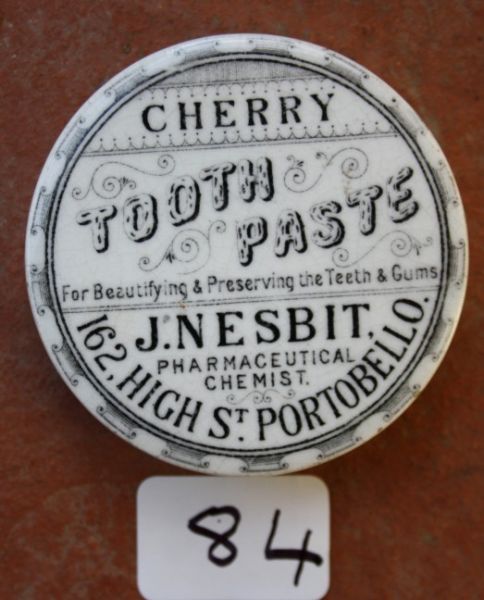 CHERRY
TOOTH
PASTE
For Beautifying & Preserving the Teeth & Gums
J. NESBIT,
PHARMACEUTICAL
CHEMIST.
162, HIGH ST. PORTOBELLO.
84